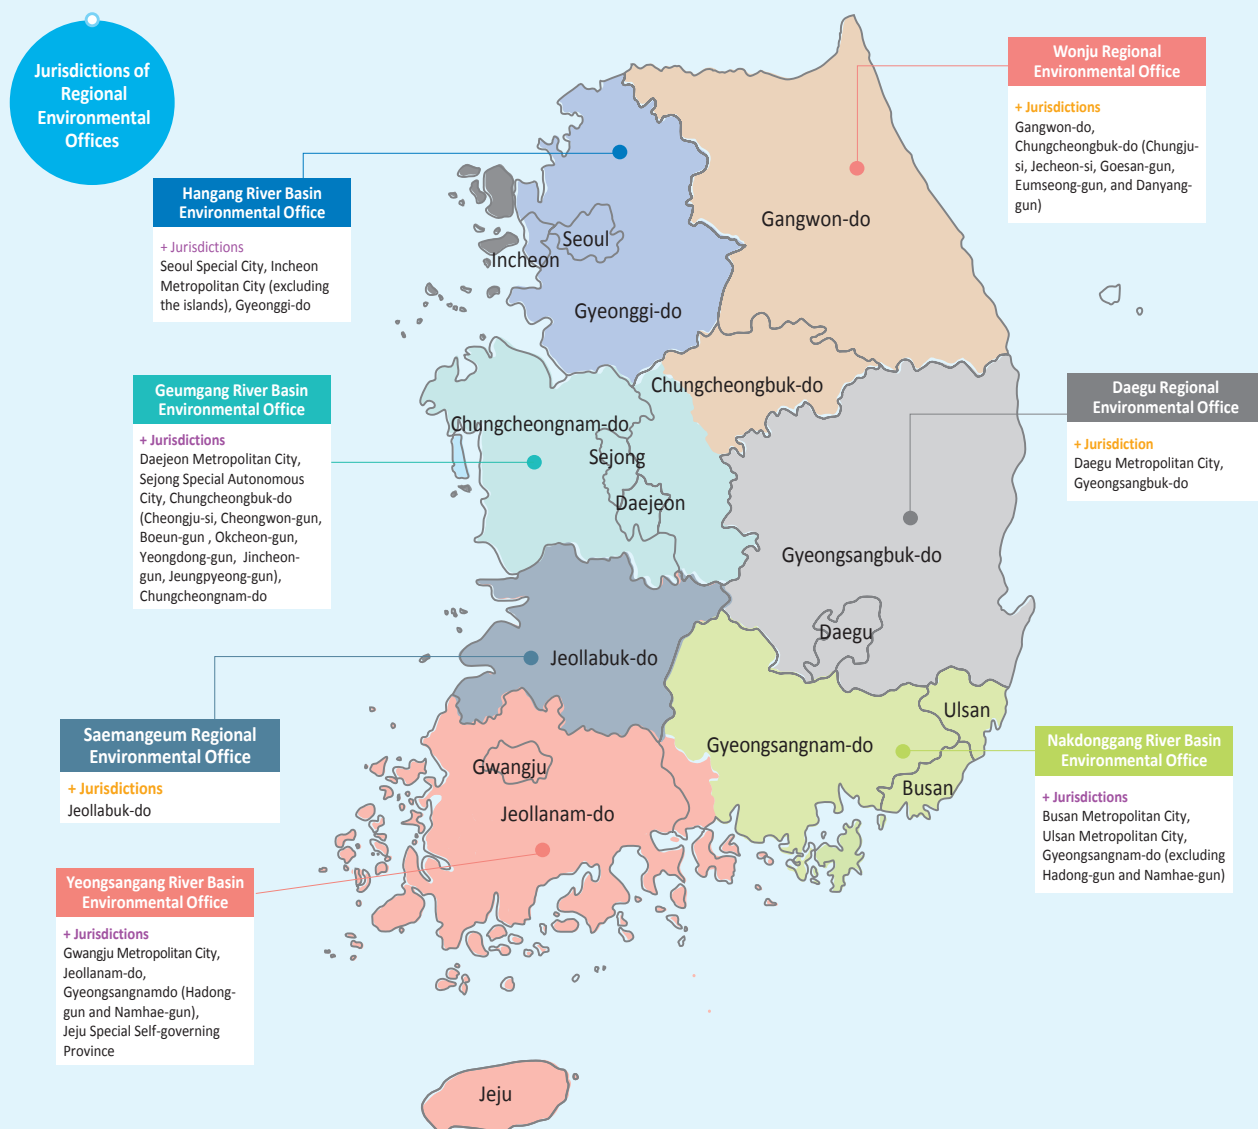 Jurisdictions of
Regional
Environmental
Offices
Wonju Regional
Environmental Office
+ Jurisdictions
Gangwon-do,
Chungcheongbuk-do (Chungju-
si, Jecheon-si, Goesan-gun,
Eumseong-gun, and Danyang-
gun)
Hangang River Basin
Environmental Office
+ Jurisdictions
Seoul Special City, Incheon
Metropolitan City (excluding
the islands), Gyeonggi-do
Geumgang River Basin
Environmental Office
+ Jurisdictions
Daejeon Metropolitan City,
Sejong Special Autonomous
City, Chungcheongbuk-do
(Cheongju-si, Cheongwon-gun,
Boeun-gun , Okcheon-gun,
Yeongdong-gun, Jincheon-
gun, Jeungpyeong-gun),
Chungcheongnam-do
Daegu Regional
Environmental Office
+ Jurisdiction
Daegu Metropolitan City,
Gyeongsangbuk-do
Saemangeum Regional
Environmental Office
+ Jurisdictions
Jeollabuk-do
Nakdonggang River Basin
Environmental Office
+ Jurisdictions
Busan Metropolitan City,
Ulsan Metropolitan City,
Gyeongsangnam-do (excluding
Hadong-gun and Namhae-gun)
Yeongsangang River Basin
Environmental Office
+ Jurisdictions
Gwangju Metropolitan City,
Jeollanam-do,
Gyeongsangnamdo (Hadong-
gun and Namhae-gun),
Jeju Special Self-governing
Province
Gangwon-do
Seoul
Incheon
Gyeonggi-do
Chungcheongbuk-do
Chungcheongnam-do
Sejong
Daejeon
Gyeongsangbuk-do
Daegu
Jeollabuk-do
Ulsan
Gyeongsangnam-do
Busan
Gwangju
Jeollanam-do
Jeju